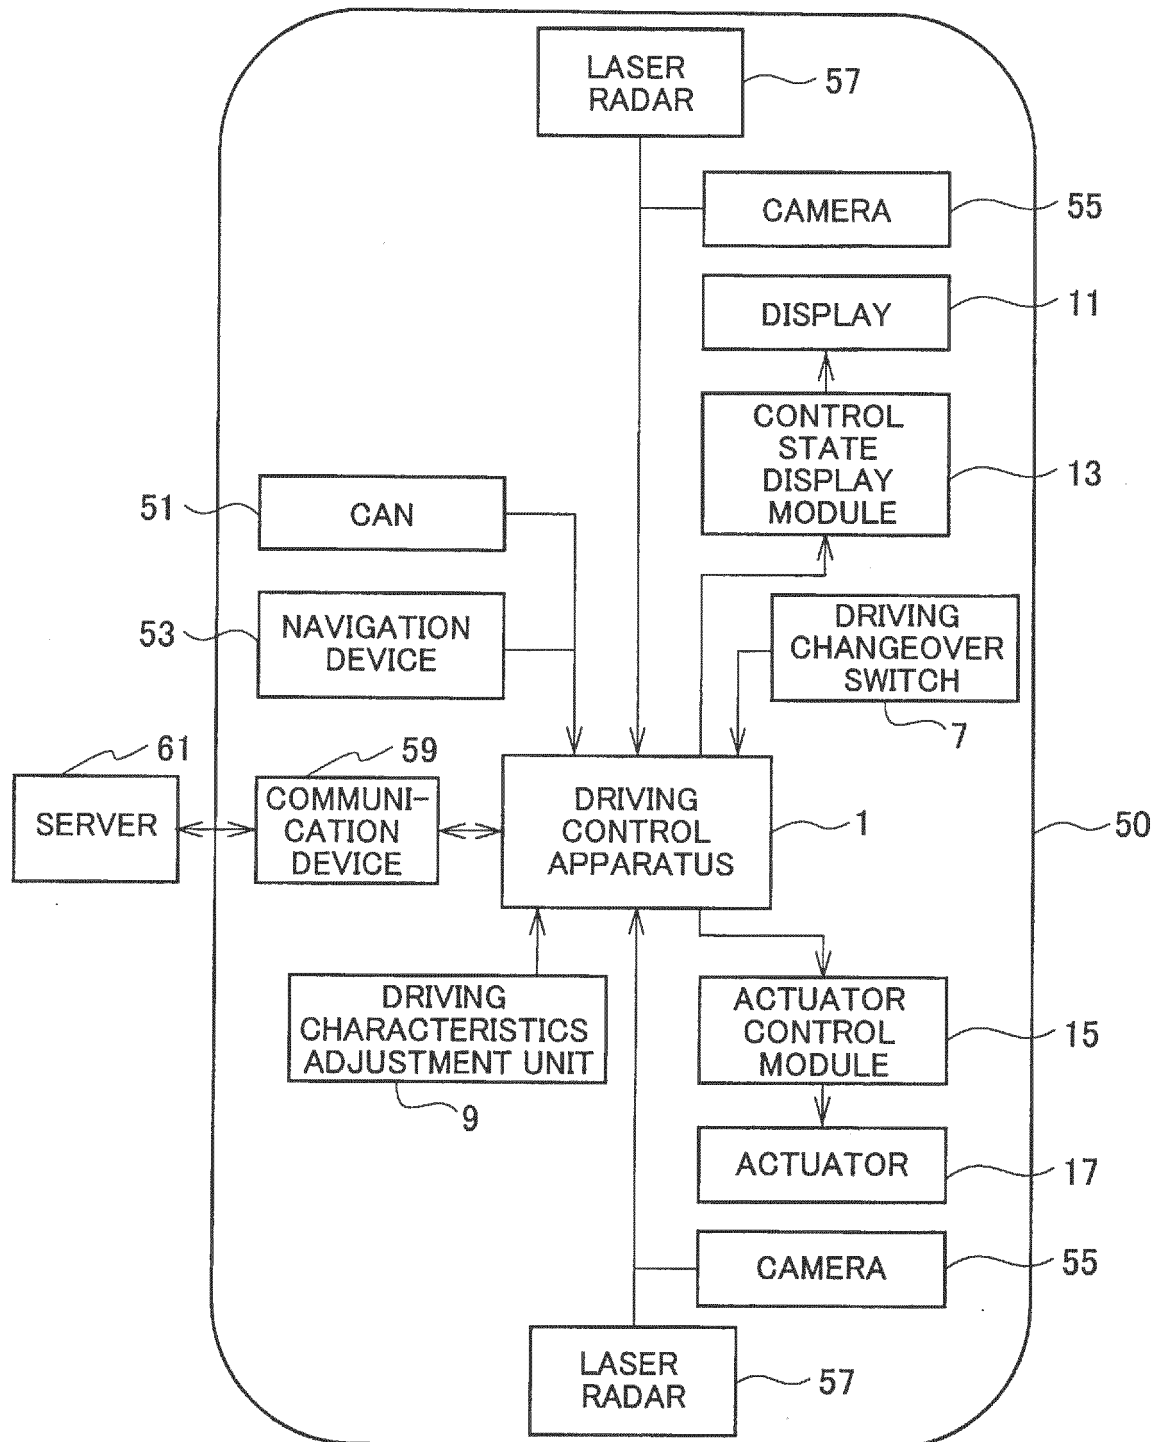 LASER
RADAR
57
CAMERA
55
DISPLAY
11
CONTROL
STATE
DISPLAY
MODULE
13
51
CAN
53
NAVIGATION
DEVICE
DRIVING
CHANGEOVER
SWITCH
7
61
SERVER
59
COMMUNI-
CATION
DEVICE
DRIVING
CONTROL
APPARATUS
1
50
DRIVING
CHARACTERISTICS
ADJUSTMENT UNIT
9
ACTUATOR
CONTROL
MODULE
15
ACTUATOR
17
CAMERA
55
LASER
RADAR
57